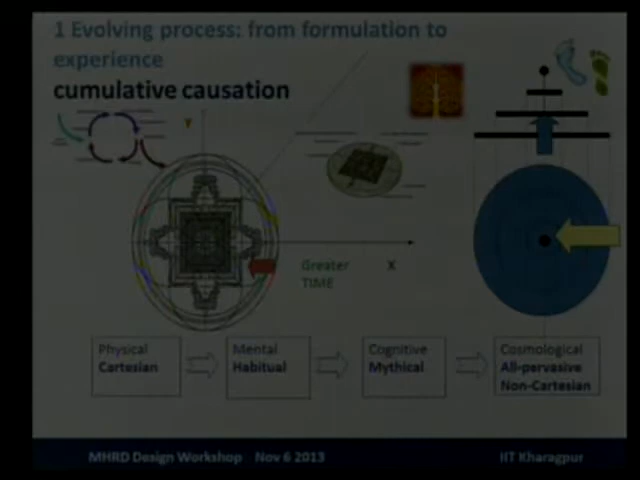 1 Evolving process: from formulation to
experience
cumulative causation
Y
Greater
TIME
X
Physical
Cartesian
Mental
Habitual
Cognitive
Mythical
Cosmological
All-pervasive
Non-Cartesian
MHRD Design Workshop Nov 6 2013
IIT Kharagpur